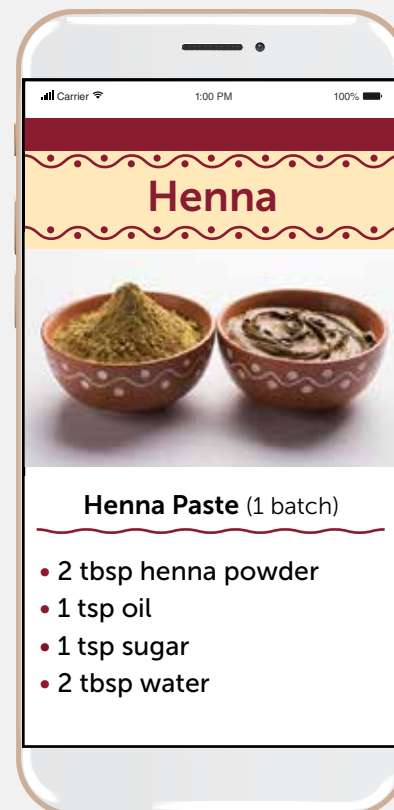 Carrier 1:00 PM 100%
Henna
Henna Paste (1 batch)
• 2 tbsp henna powder
• 1 tsp oil
• 1 tsp sugar
• 2 tbsp water